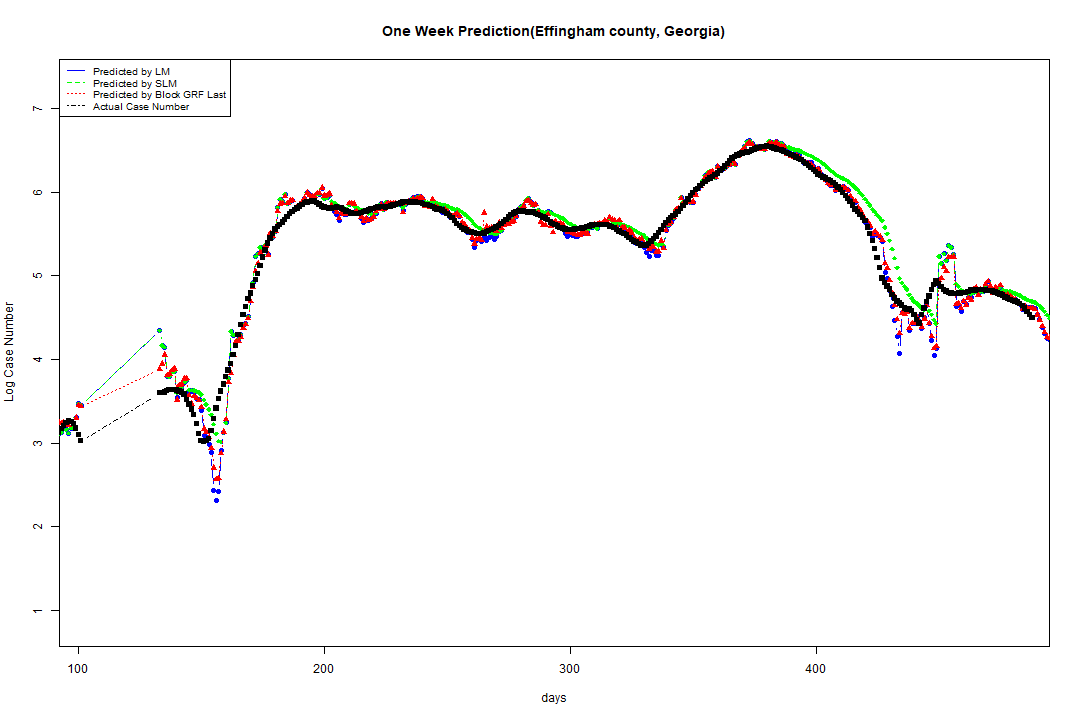 One Week Prediction(Effingham county, Georgia)
Predicted by LM
Predicted by SLM
Predicted by Block GRF Last
Actual Case Number
7
6
5
4
3
2
1
Log Case Number
100 200 300 400
days